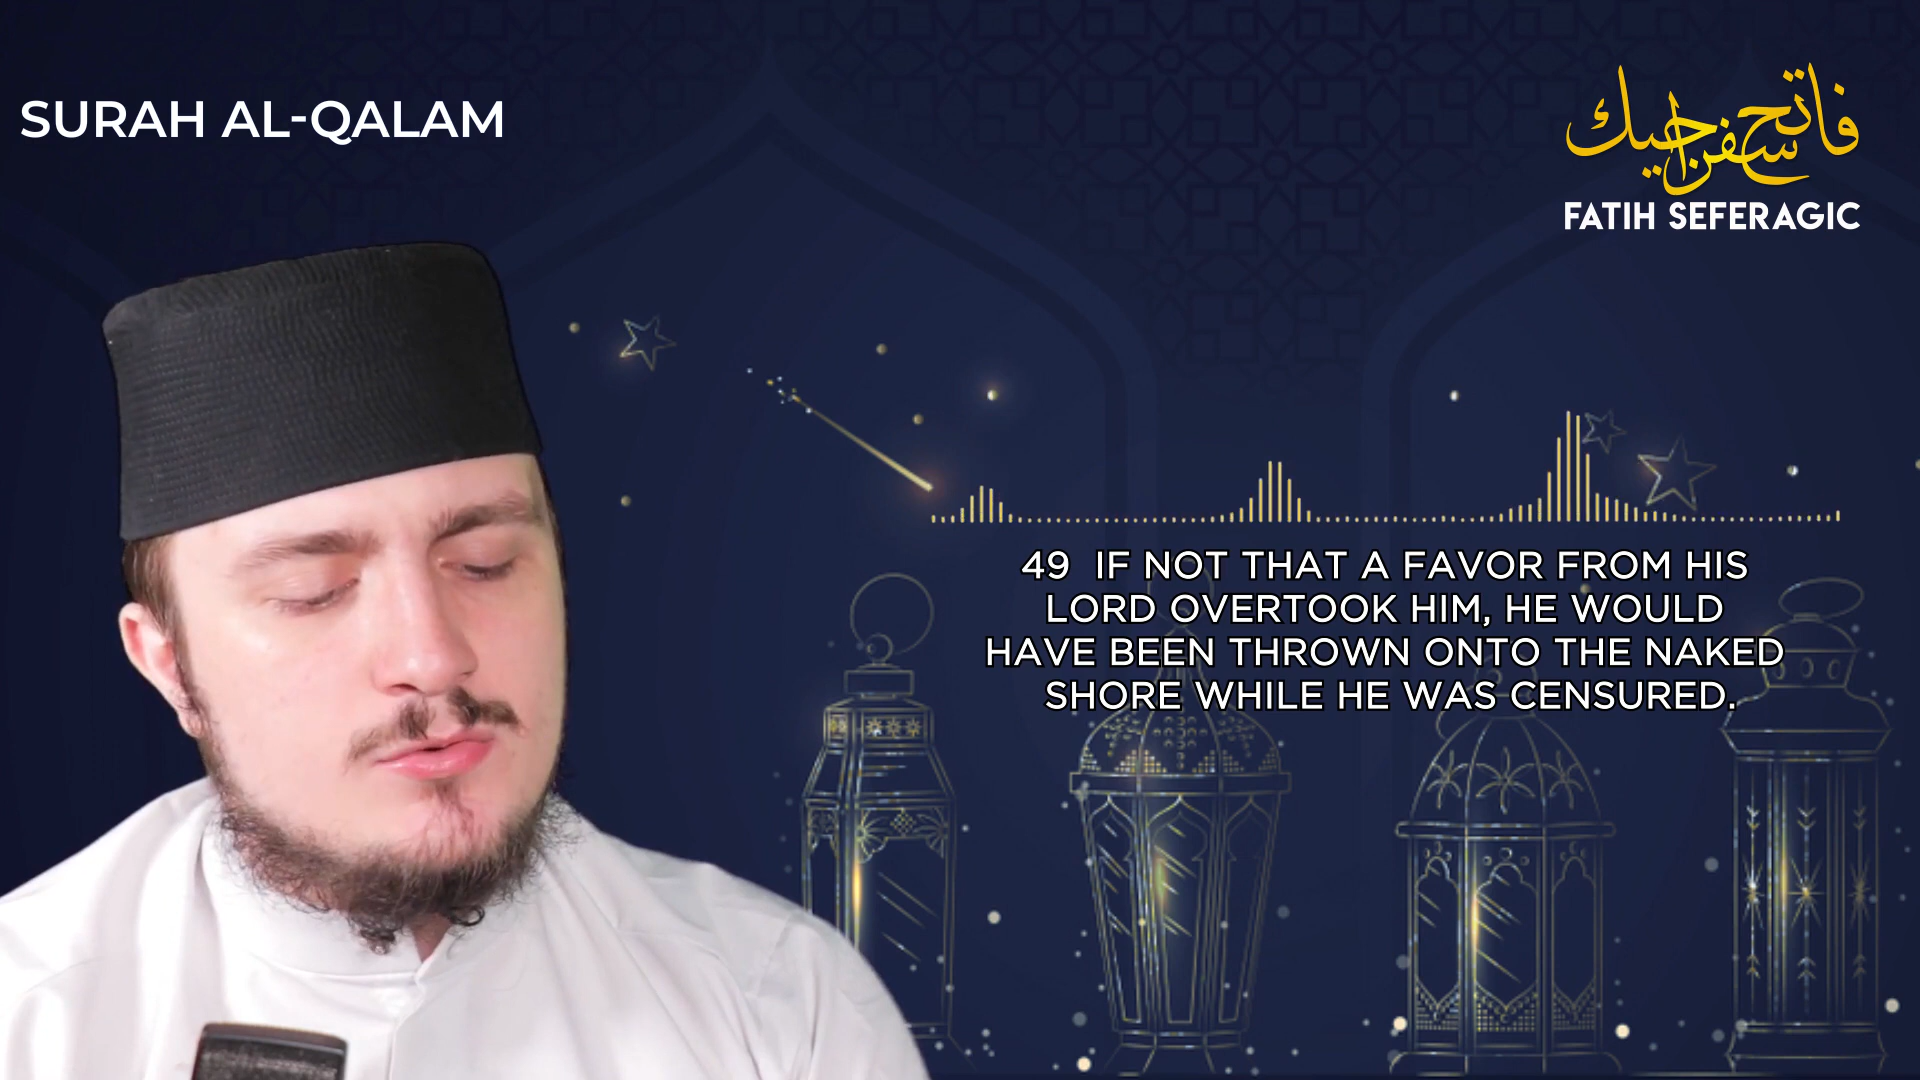 SURAH AL-QALAM
فاتح سفراجيك
FATIH SEFERAGIC
49 IF NOT THAT A FAVOR FROM HIS
LORD OVERTOOK HIM, HE WOULD
HAVE BEEN THROWN ONTO THE NAKED
SHORE WHILE HE WAS CENSURED.